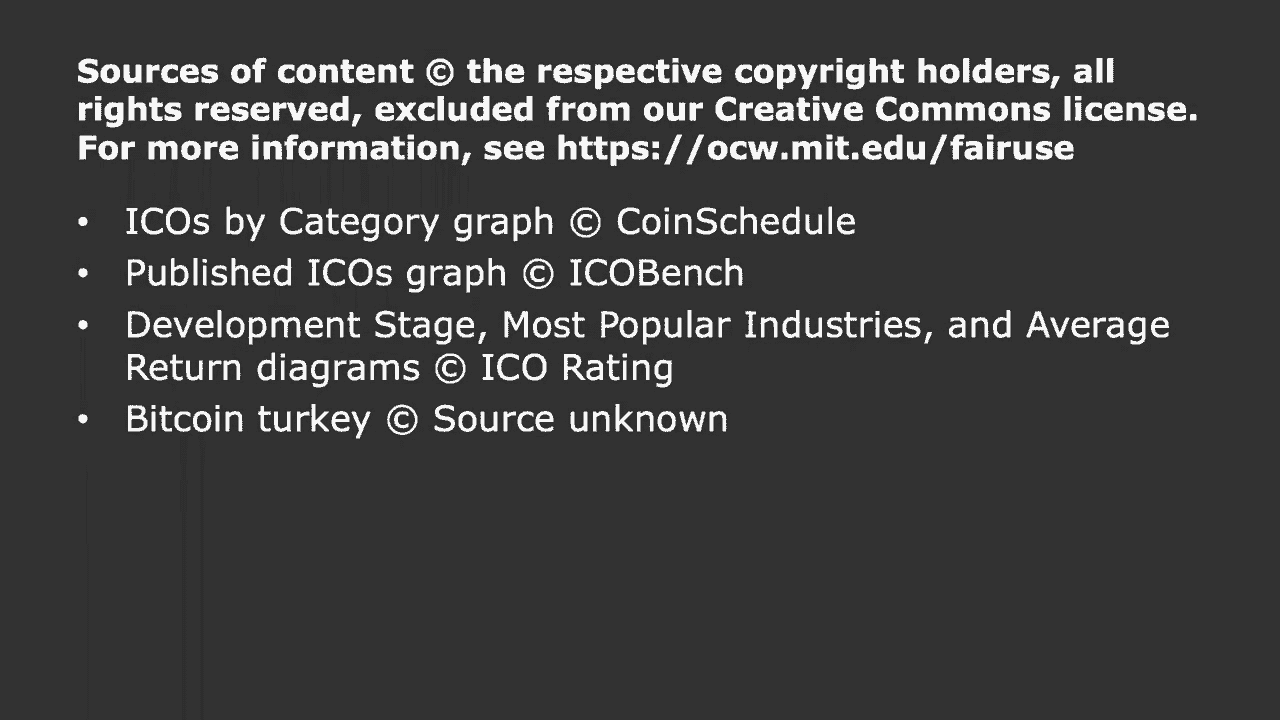 Sources of content © the respective copyright holders, all
rights reserved, excluded from our Creative Commons license.
For more information, see https://ocw.mit.edu/fairuse
• ICOs by Category graph © CoinSchedule
• Published ICOs graph © ICOBench
• Development Stage, Most Popular Industries, and Average
Return diagrams © ICO Rating
• Bitcoin turkey © Source unknown